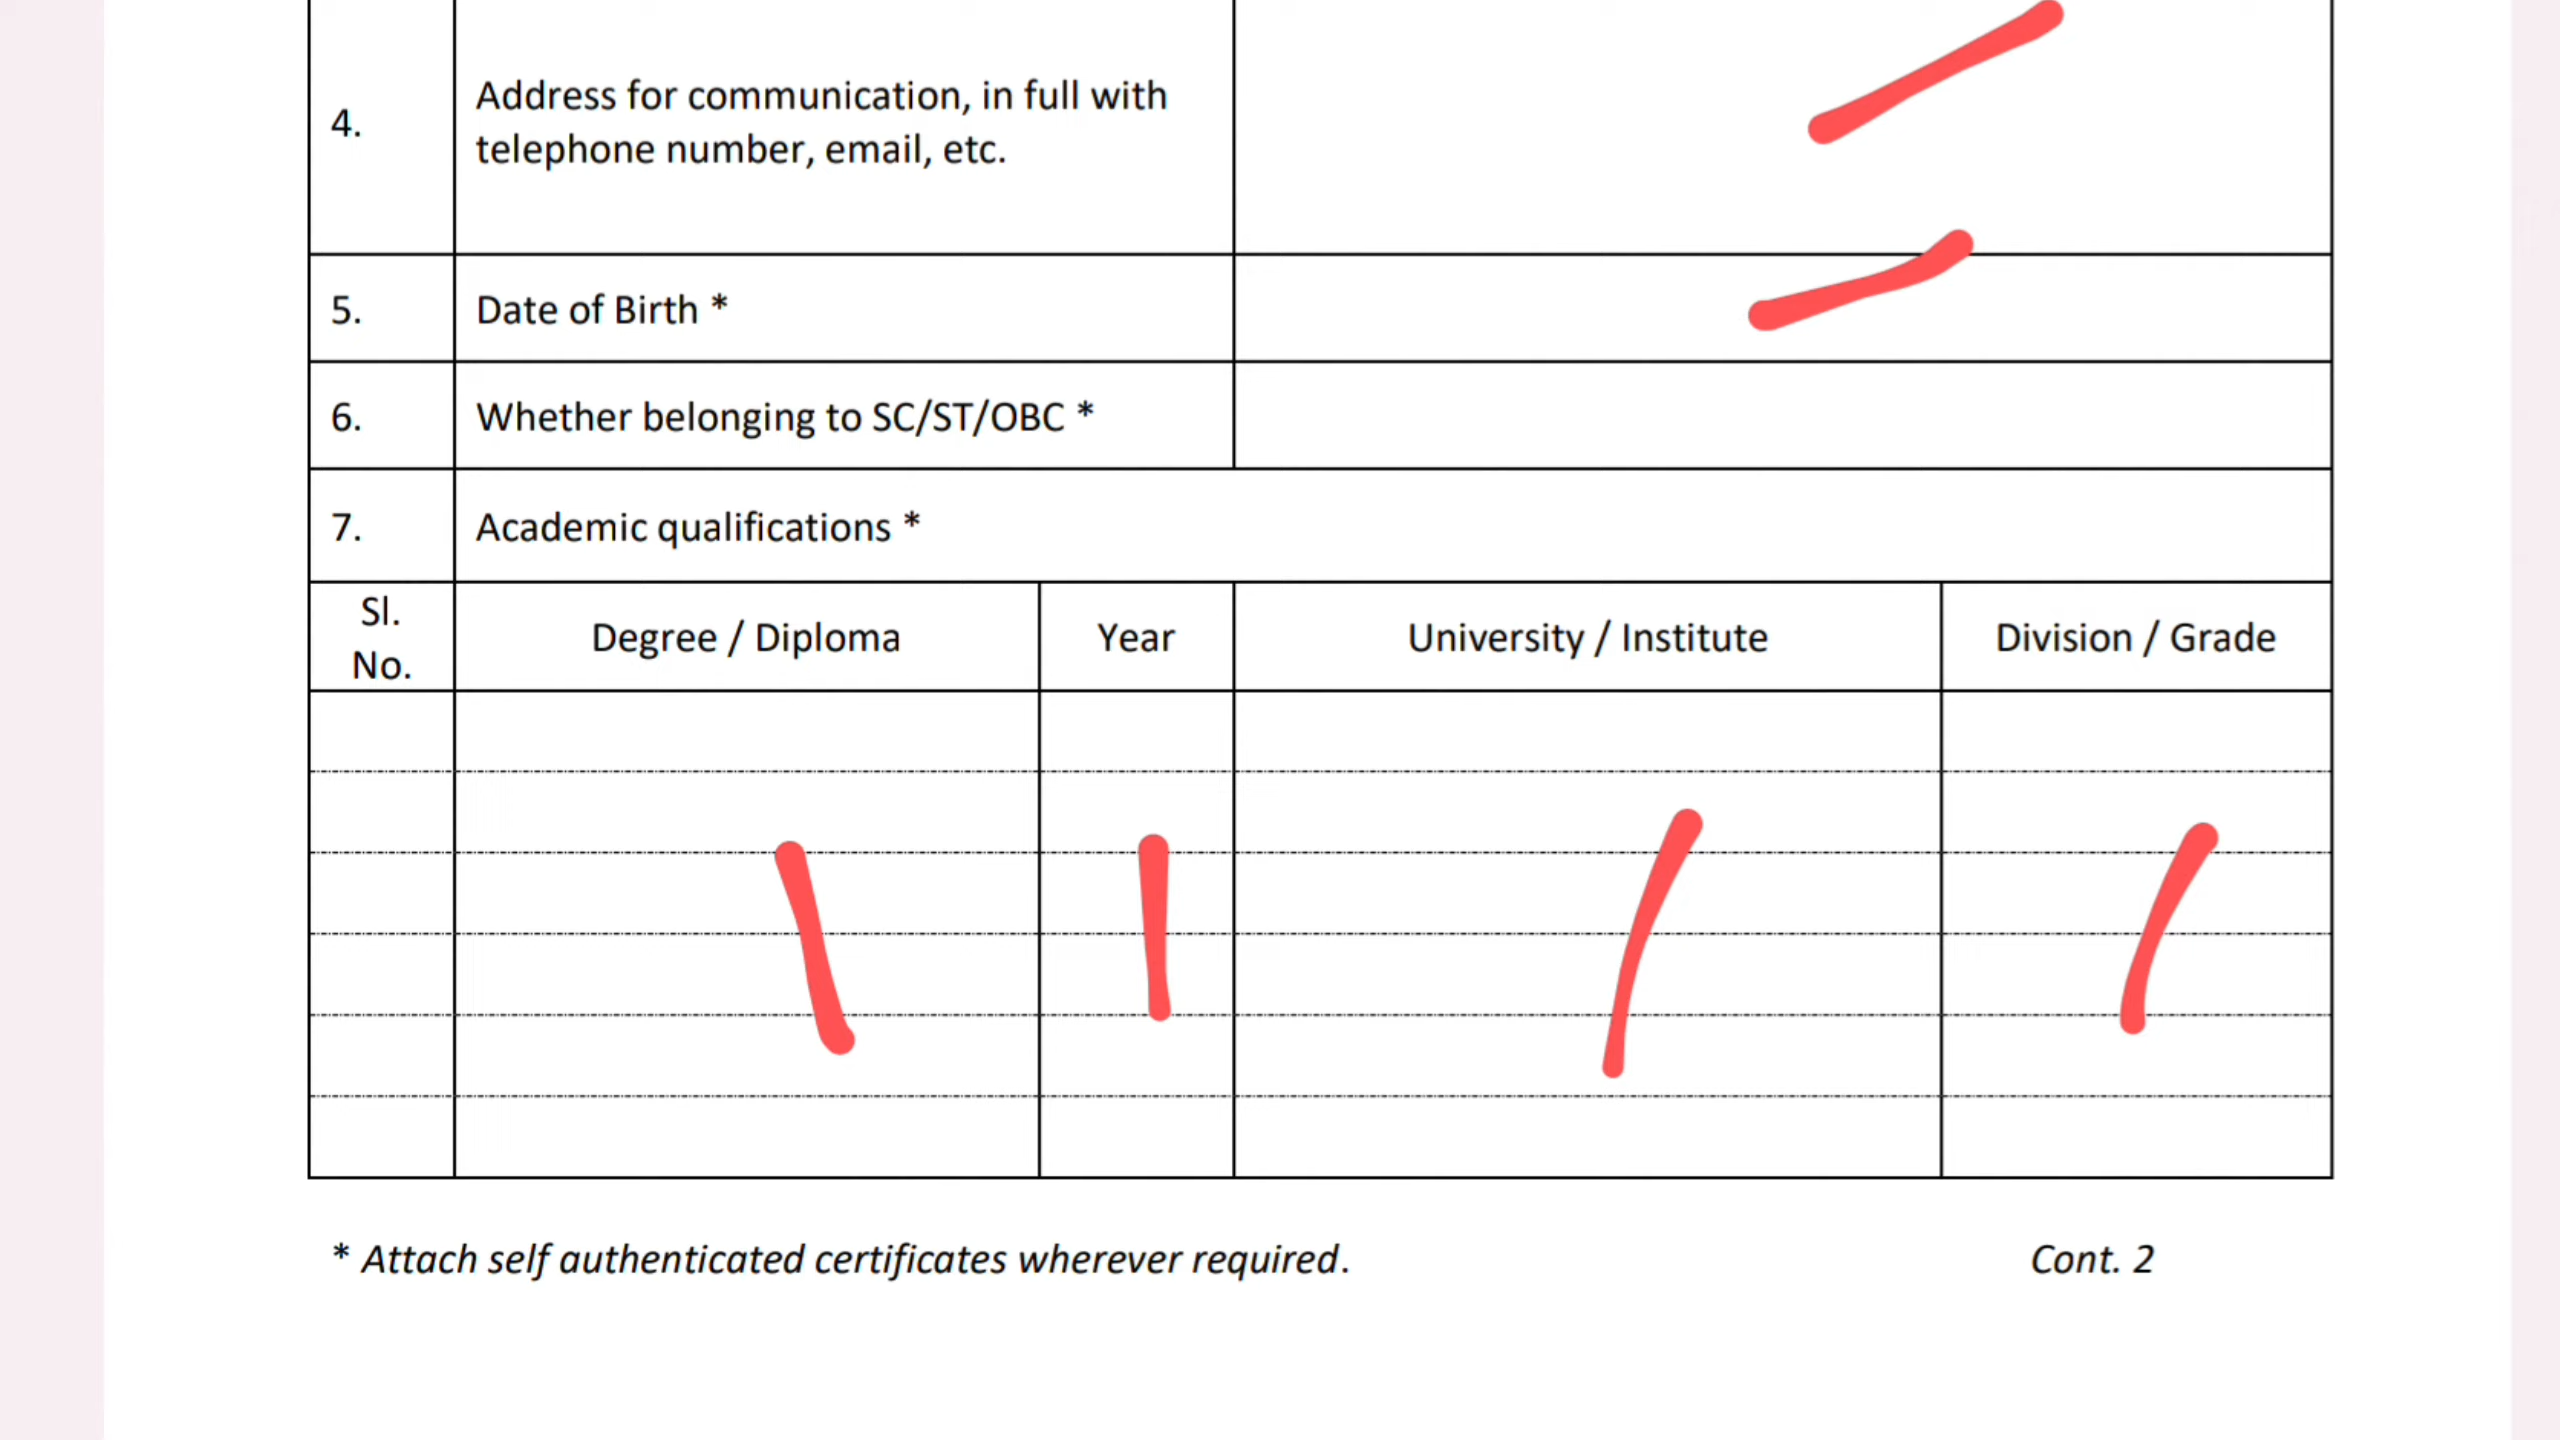 4.
Address for communication, in full with
telephone number, email, etc.
5.
Date of Birth *
6.
Whether belonging to SC/ST/OBC *
7.
Academic qualifications *
Sl.
No.
Degree / Diploma
Year
University / Institute
Division / Grade
* Attach self authenticated certificates wherever required.
Cont. 2